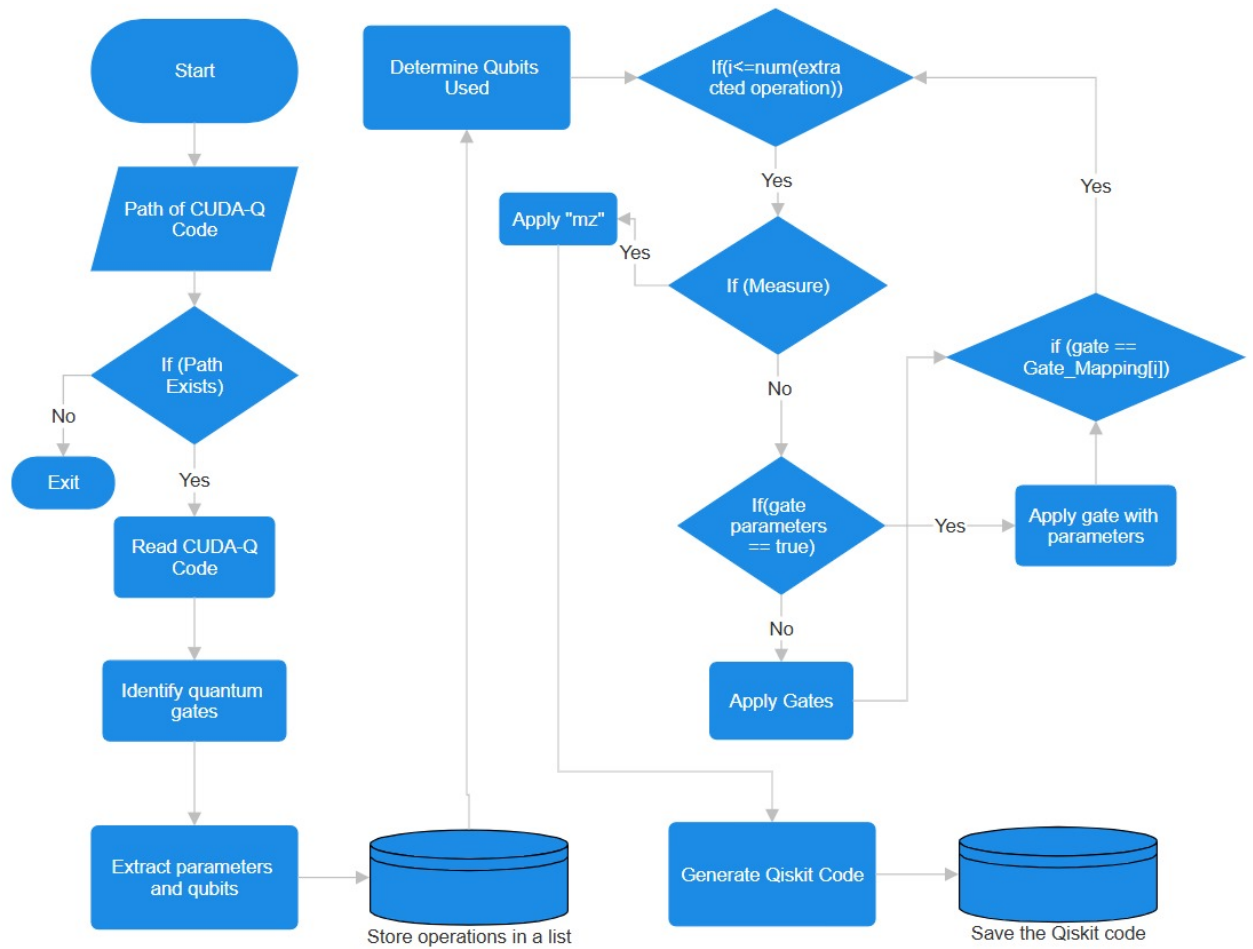 Start
Path of CUDA-Q
Code
If (Path
Exists)
No
Exit
Yes
Read CUDA-Q
Code
Identify quantum
gates
Extract parameters
and qubits
Store operations in a list
Determine Qubits
Used
If(i<=num(extra
cted operation))
Yes
If (Measure)
Yes
Apply "mz"
No
If(gate
parameters
== true)
Yes
Apply gate with
parameters
No
Apply Gates
if (gate ==
Gate_Mapping[i])
Yes
Generate Qiskit Code
Save the Qiskit code